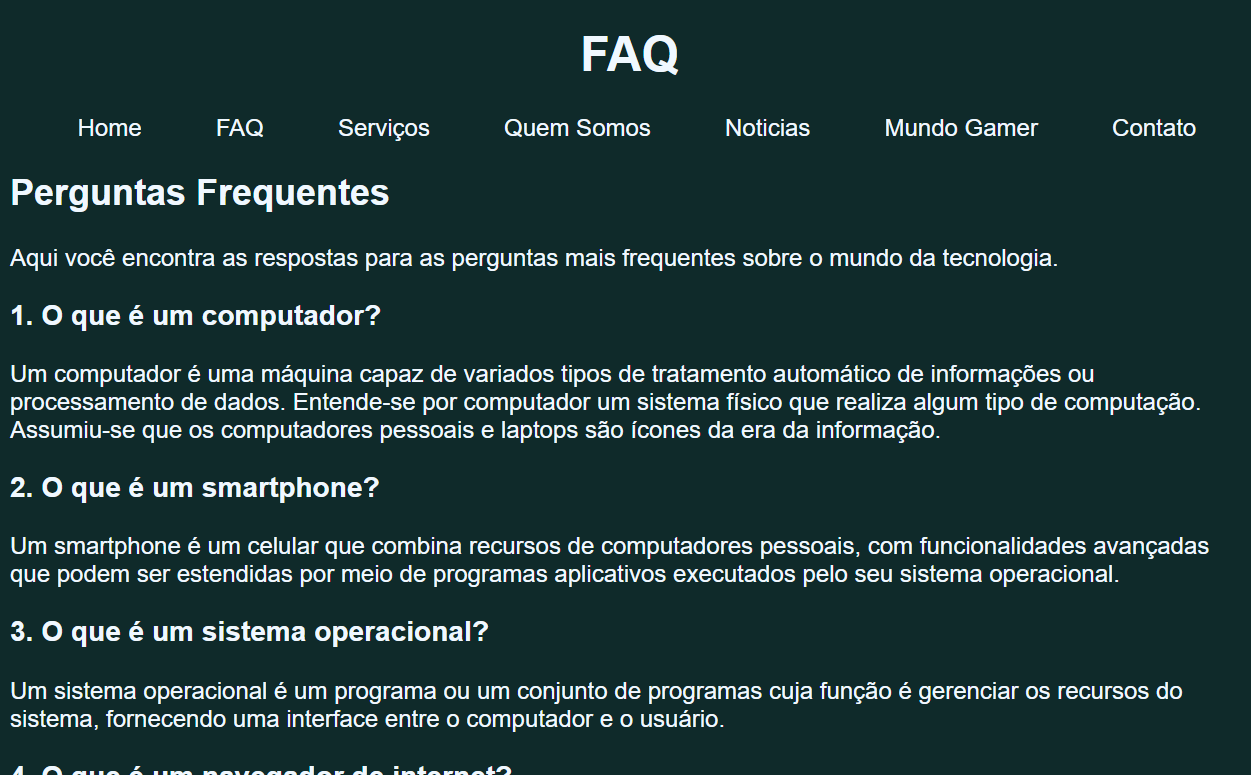 FAQ
Home FAQ Serviços Quem Somos Noticias Mundo Gamer Contato
Perguntas Frequentes
Aqui você encontra as respostas para as perguntas mais frequentes sobre o mundo da tecnologia.
1. O que é um computador?
Um computador é uma máquina capaz de variados tipos de tratamento automático de informações ou
processamento de dados. Entende-se por computador um sistema físico que realiza algum tipo de computação.
Assumiu-se que os computadores pessoais e laptops são ícones da era da informação.
2. O que é um smartphone?
Um smartphone é um celular que combina recursos de computadores pessoais, com funcionalidades avançadas
que podem ser estendidas por meio de programas aplicativos executados pelo seu sistema operacional.
3. O que é um sistema operacional?
Um sistema operacional é um programa ou um conjunto de programas cuja função é gerenciar os recursos do
sistema, fornecendo uma interface entre o computador e o usuário.
4. O que é um navegador de internet?